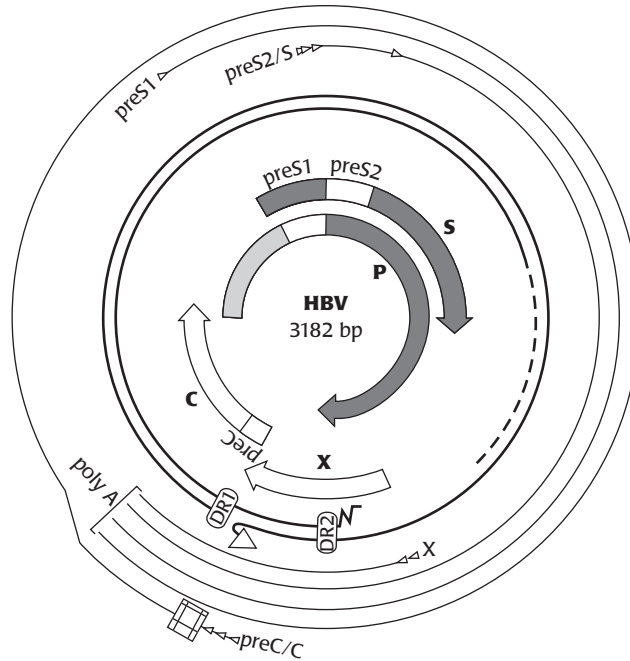 preS2/S
preS1
preS1
preS2
S
P
HBV
3182 bp
C
preC
X
poly A
DR1
DR2
X
preC/C